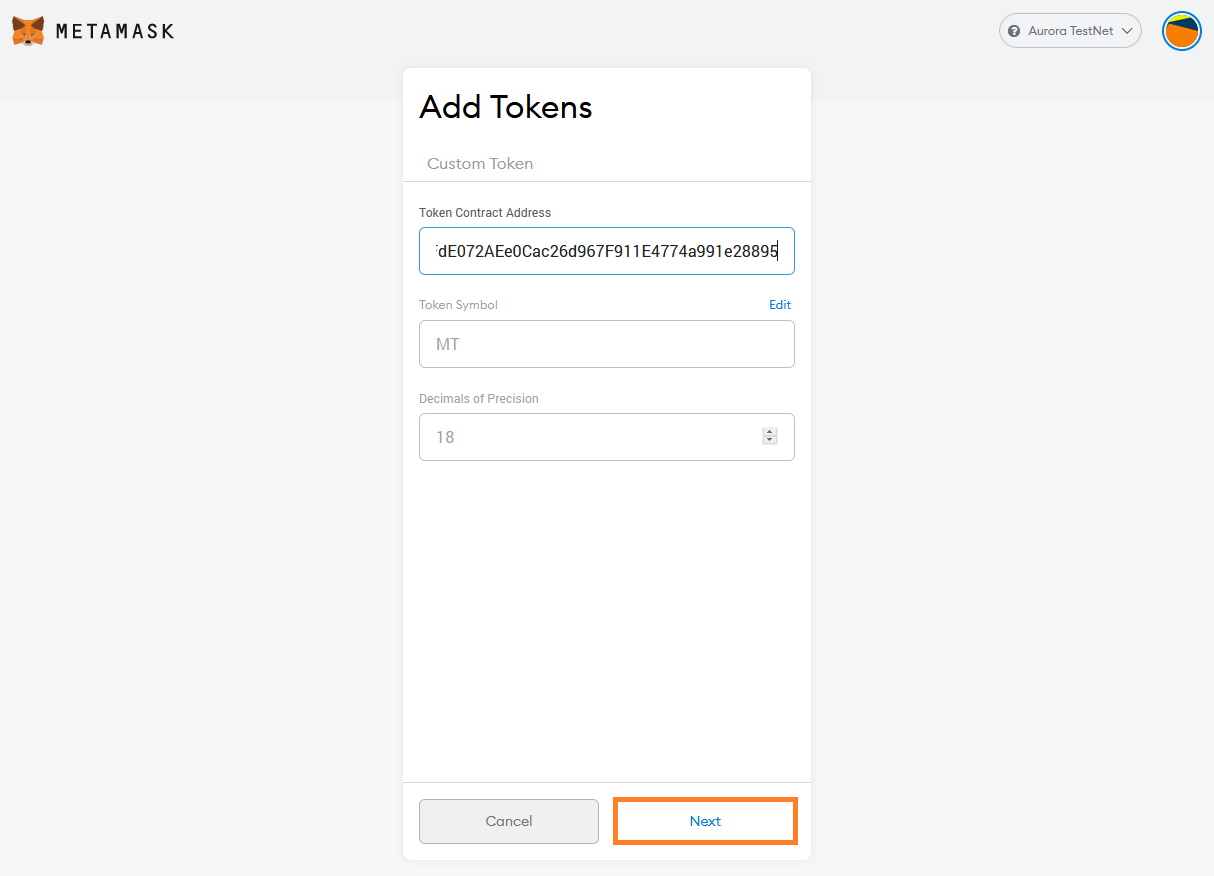 METAMASK
? Aurora TestNet
Add Tokens
Custom Token
Token Contract Address
dE072AEe0Cac26d967F911E4774a991e28895
Token Symbol Edit
MT
Decimals of Precision
18
Cancel Next